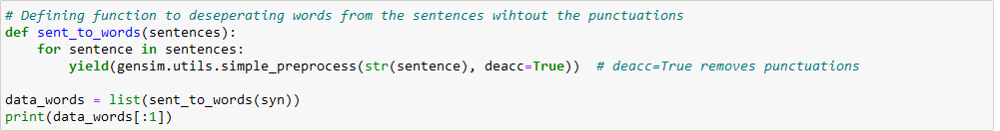 # Defining function to deseperating words from the sentences wihtout the punctuations
def sent_to_words(sentences):
    for sentence in sentences:
        yield(gensim.utils.simple_preprocess(str(sentence), deacc=True))  # deacc=True removes punctuations

data_words = list(sent_to_words(syn))
print(data_words[:1])